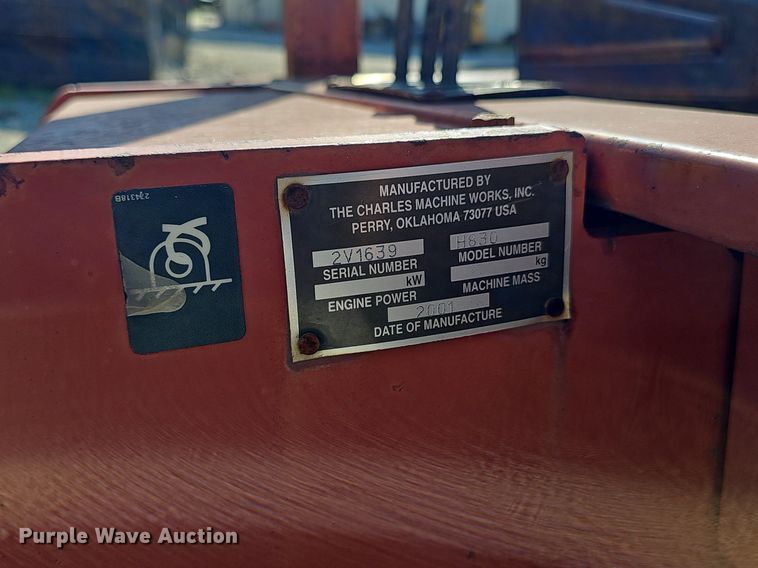 274318B
MANUFACTURED BY
THE CHARLES MACHINE WORKS, INC.
PERRY, OKLAHOMA 73077 USA
2V1639 H830
SERIAL NUMBER MODEL NUMBER
kW kg
ENGINE POWER MACHINE MASS
2001
DATE OF MANUFACTURE
Purple Wave Auction